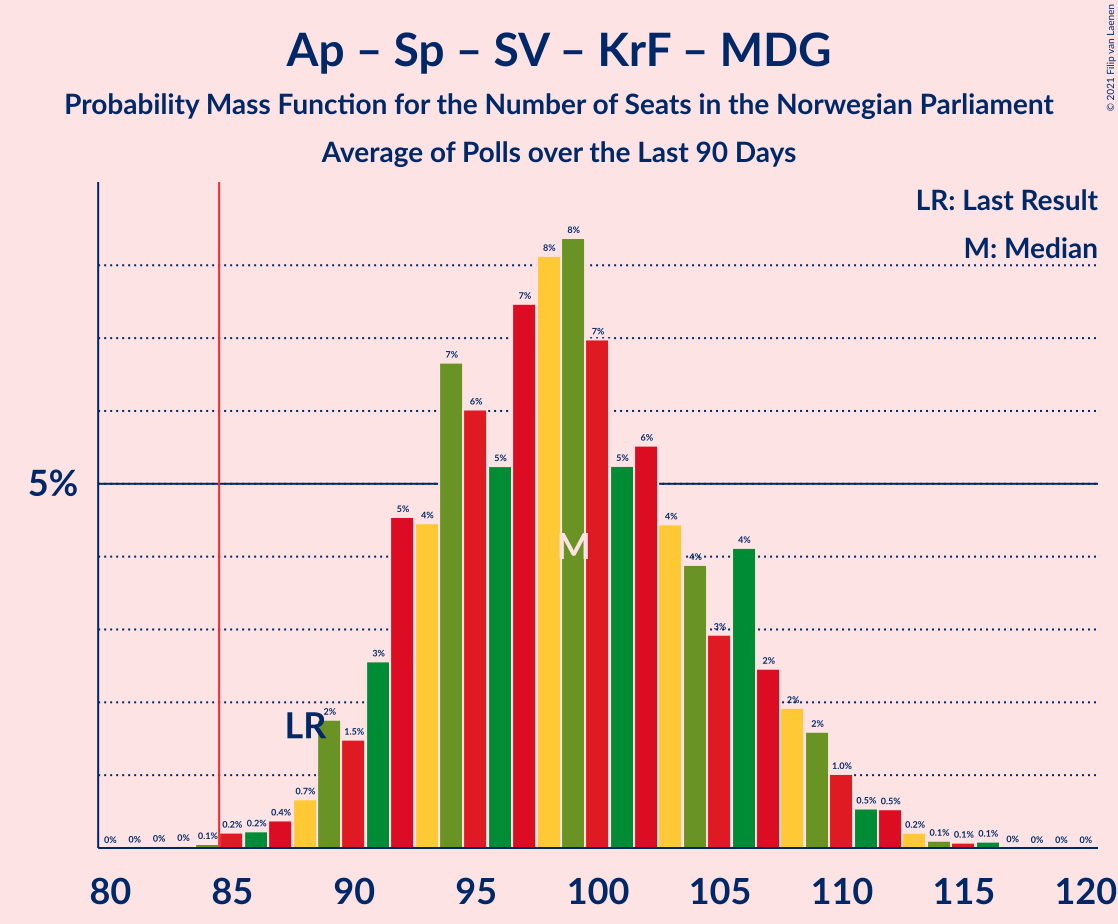 Ap – Sp – SV – KrF – MDG
Probability Mass Function for the Number of Seats in the Norwegian Parliament
Average of Polls over the Last 90 Days
© 2021 Filip van Laenen
LR: Last Result
M: Median
5%
0% 0% 0% 0% 0.1% 0.2% 0.2% 0.4% 0.7% 2% 1.5% 3% 5% 4% 7% 6% 5% 7% 8% 8% 7% 5% 6% 4% 4% 3% 4% 2% 2% 2% 1.0% 0.5% 0.5% 0.2% 0.1% 0.1% 0.1% 0% 0% 0% 0%
LR
M
80 85 90 95 100 105 110 115 120